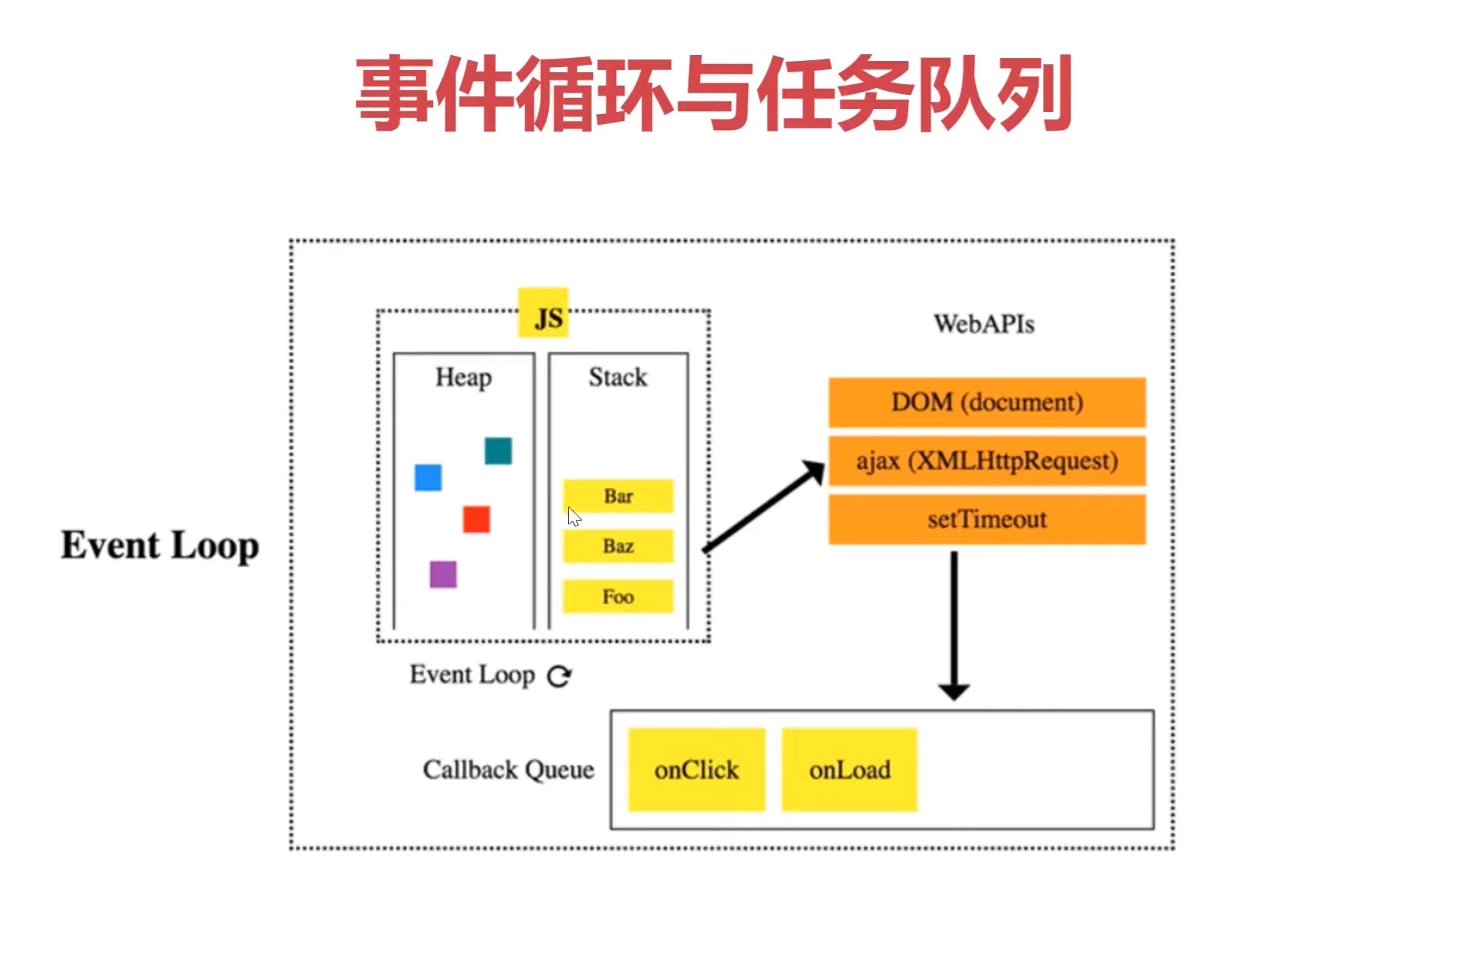 事件循环与任务队列
JS
Heap
Stack
Bar
Baz
Foo
Event Loop
WebAPIs
DOM (document)
ajax (XMLHttpRequest)
setTimeout
Event Loop
Callback Queue
onClick
onLoad